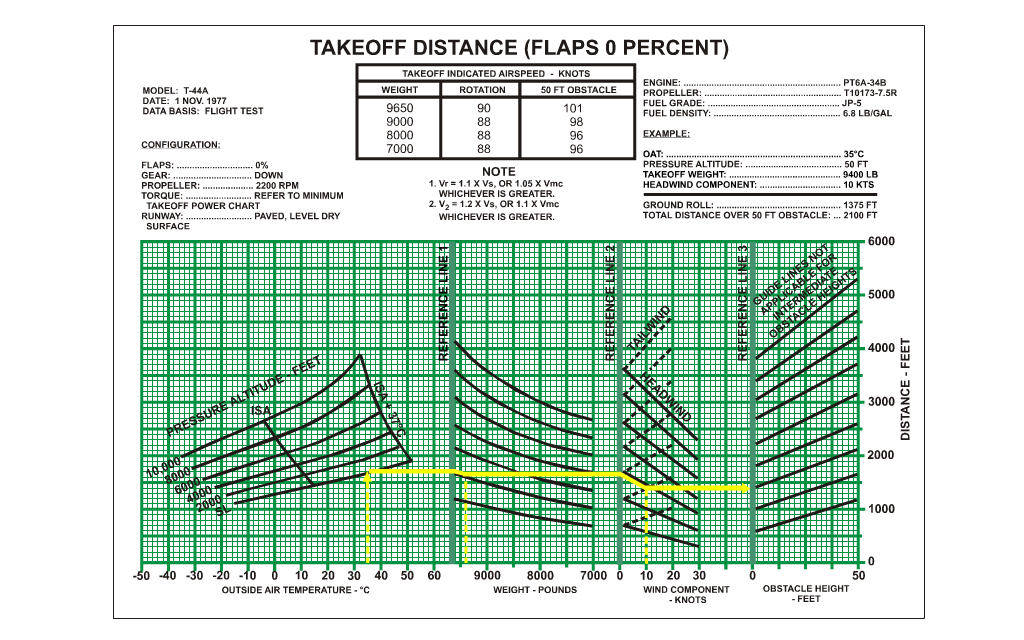 TAKEOFF DISTANCE (FLAPS 0 PERCENT)
MODEL: T-44A
DATE: 1 NOV. 1977
DATA BASIS: FLIGHT TEST
CONFIGURATION:
FLAPS: ............................ 0%
GEAR: ............................. DOWN
PROPELLER: ................... 2200 RPM
TORQUE: ......................... REFER TO MINIMUM
TAKEOFF POWER CHART
RUNWAY: ........................ PAVED, LEVEL DRY
SURFACE
TAKEOFF INDICATED AIRSPEED - KNOTS
WEIGHT ROTATION 50 FT OBSTACLE
9650 90 101
9000 88 98
8000 88 96
7000 88 96
NOTE
1. Vr = 1.1 X Vs, OR 1.05 X Vmc
WHICHEVER IS GREATER.
2. V2 = 1.2 X Vs, OR 1.1 X Vmc
WHICHEVER IS GREATER.
ENGINE: .......................................................... PT6A-34B
PROPELLER: .................................................. T10173-7.5R
FUEL GRADE: ................................................. JP-5
FUEL DENSITY: .............................................. 6.8 LB/GAL
EXAMPLE:
OAT: ................................................................ 35°C
PRESSURE ALTITUDE: .................................. 50 FT
TAKEOFF WEIGHT: ........................................ 9400 LB
HEADWIND COMPONENT: ............................. 10 KTS
GROUND ROLL: ............................................. 1375 FT
TOTAL DISTANCE OVER 50 FT OBSTACLE: ... 2100 FT
REFERENCE LINE 1
REFERENCE LINE 2
REFERENCE LINE 3
GUIDE LINES NOT
APPLICABLE FOR
INTERMEDIATE
OBSTACLE HEIGHTS
TAILWIND
HEADWIND
PRESSURE ALTITUDE - FEET
ISA
ISA + 37°C
10,000
8000
6000
4000
2000
SL
6000
5000
4000
3000
2000
1000
0
DISTANCE - FEET
-50 -40 -30 -20 -10 0 10 20 30 40 50 60 9000 8000 7000 0 10 20 30 0 50
OUTSIDE AIR TEMPERATURE - °C
WEIGHT - POUNDS
WIND COMPONENT
- KNOTS
OBSTACLE HEIGHT
- FEET